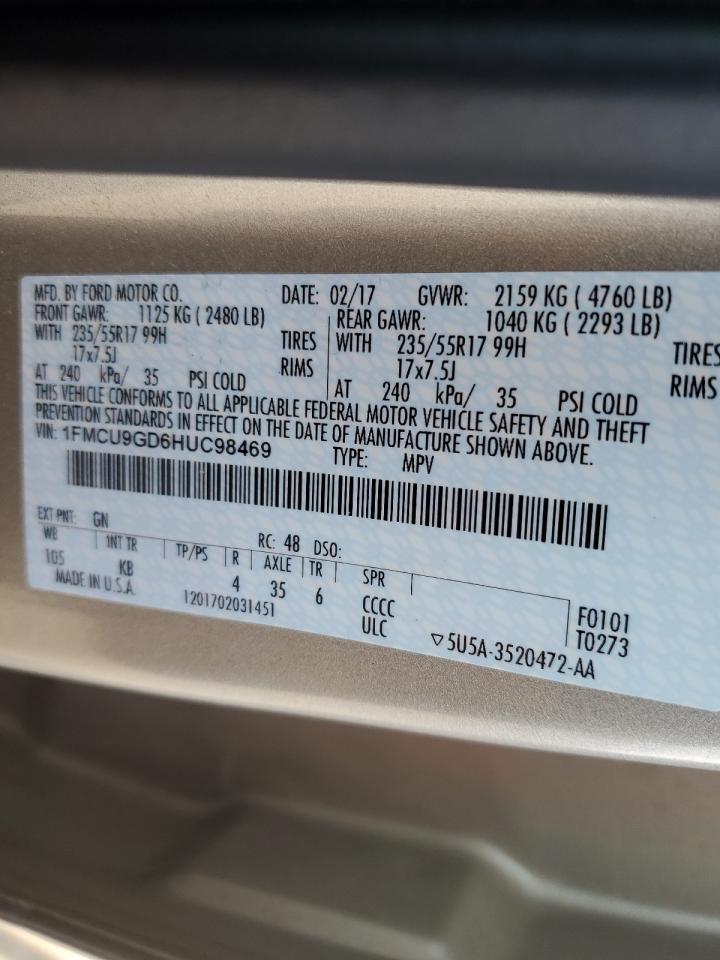 MFD. BY FORD MOTOR CO. DATE: 02/17 GVWR: 2159 KG ( 4760 LB)
FRONT GAWR: 1125 KG ( 2480 LB) REAR GAWR: 1040 KG ( 2293 LB)
WITH 235/55R17 99H TIRES WITH 235/55R17 99H TIRES
17x7.5J RIMS 17x7.5J RIMS
AT 240 kPa/ 35 PSI COLD AT 240 kPa/ 35 PSI COLD
THIS VEHICLE CONFORMS TO ALL APPLICABLE FEDERAL MOTOR VEHICLE SAFETY AND THEFT
PREVENTION STANDARDS IN EFFECT ON THE DATE OF MANUFACTURE SHOWN ABOVE.
VIN: 1FMCU9GD6HUC98469 TYPE: MPV
EXT PNT: GN RC: 48 DSO:
WB INT TR TP/PS R AXLE TR SPR
105 KB 4 35 6 CCCC F0101
MADE IN U.S.A. 1201702031451 ULC T0273
▽5U5A-3520472-AA